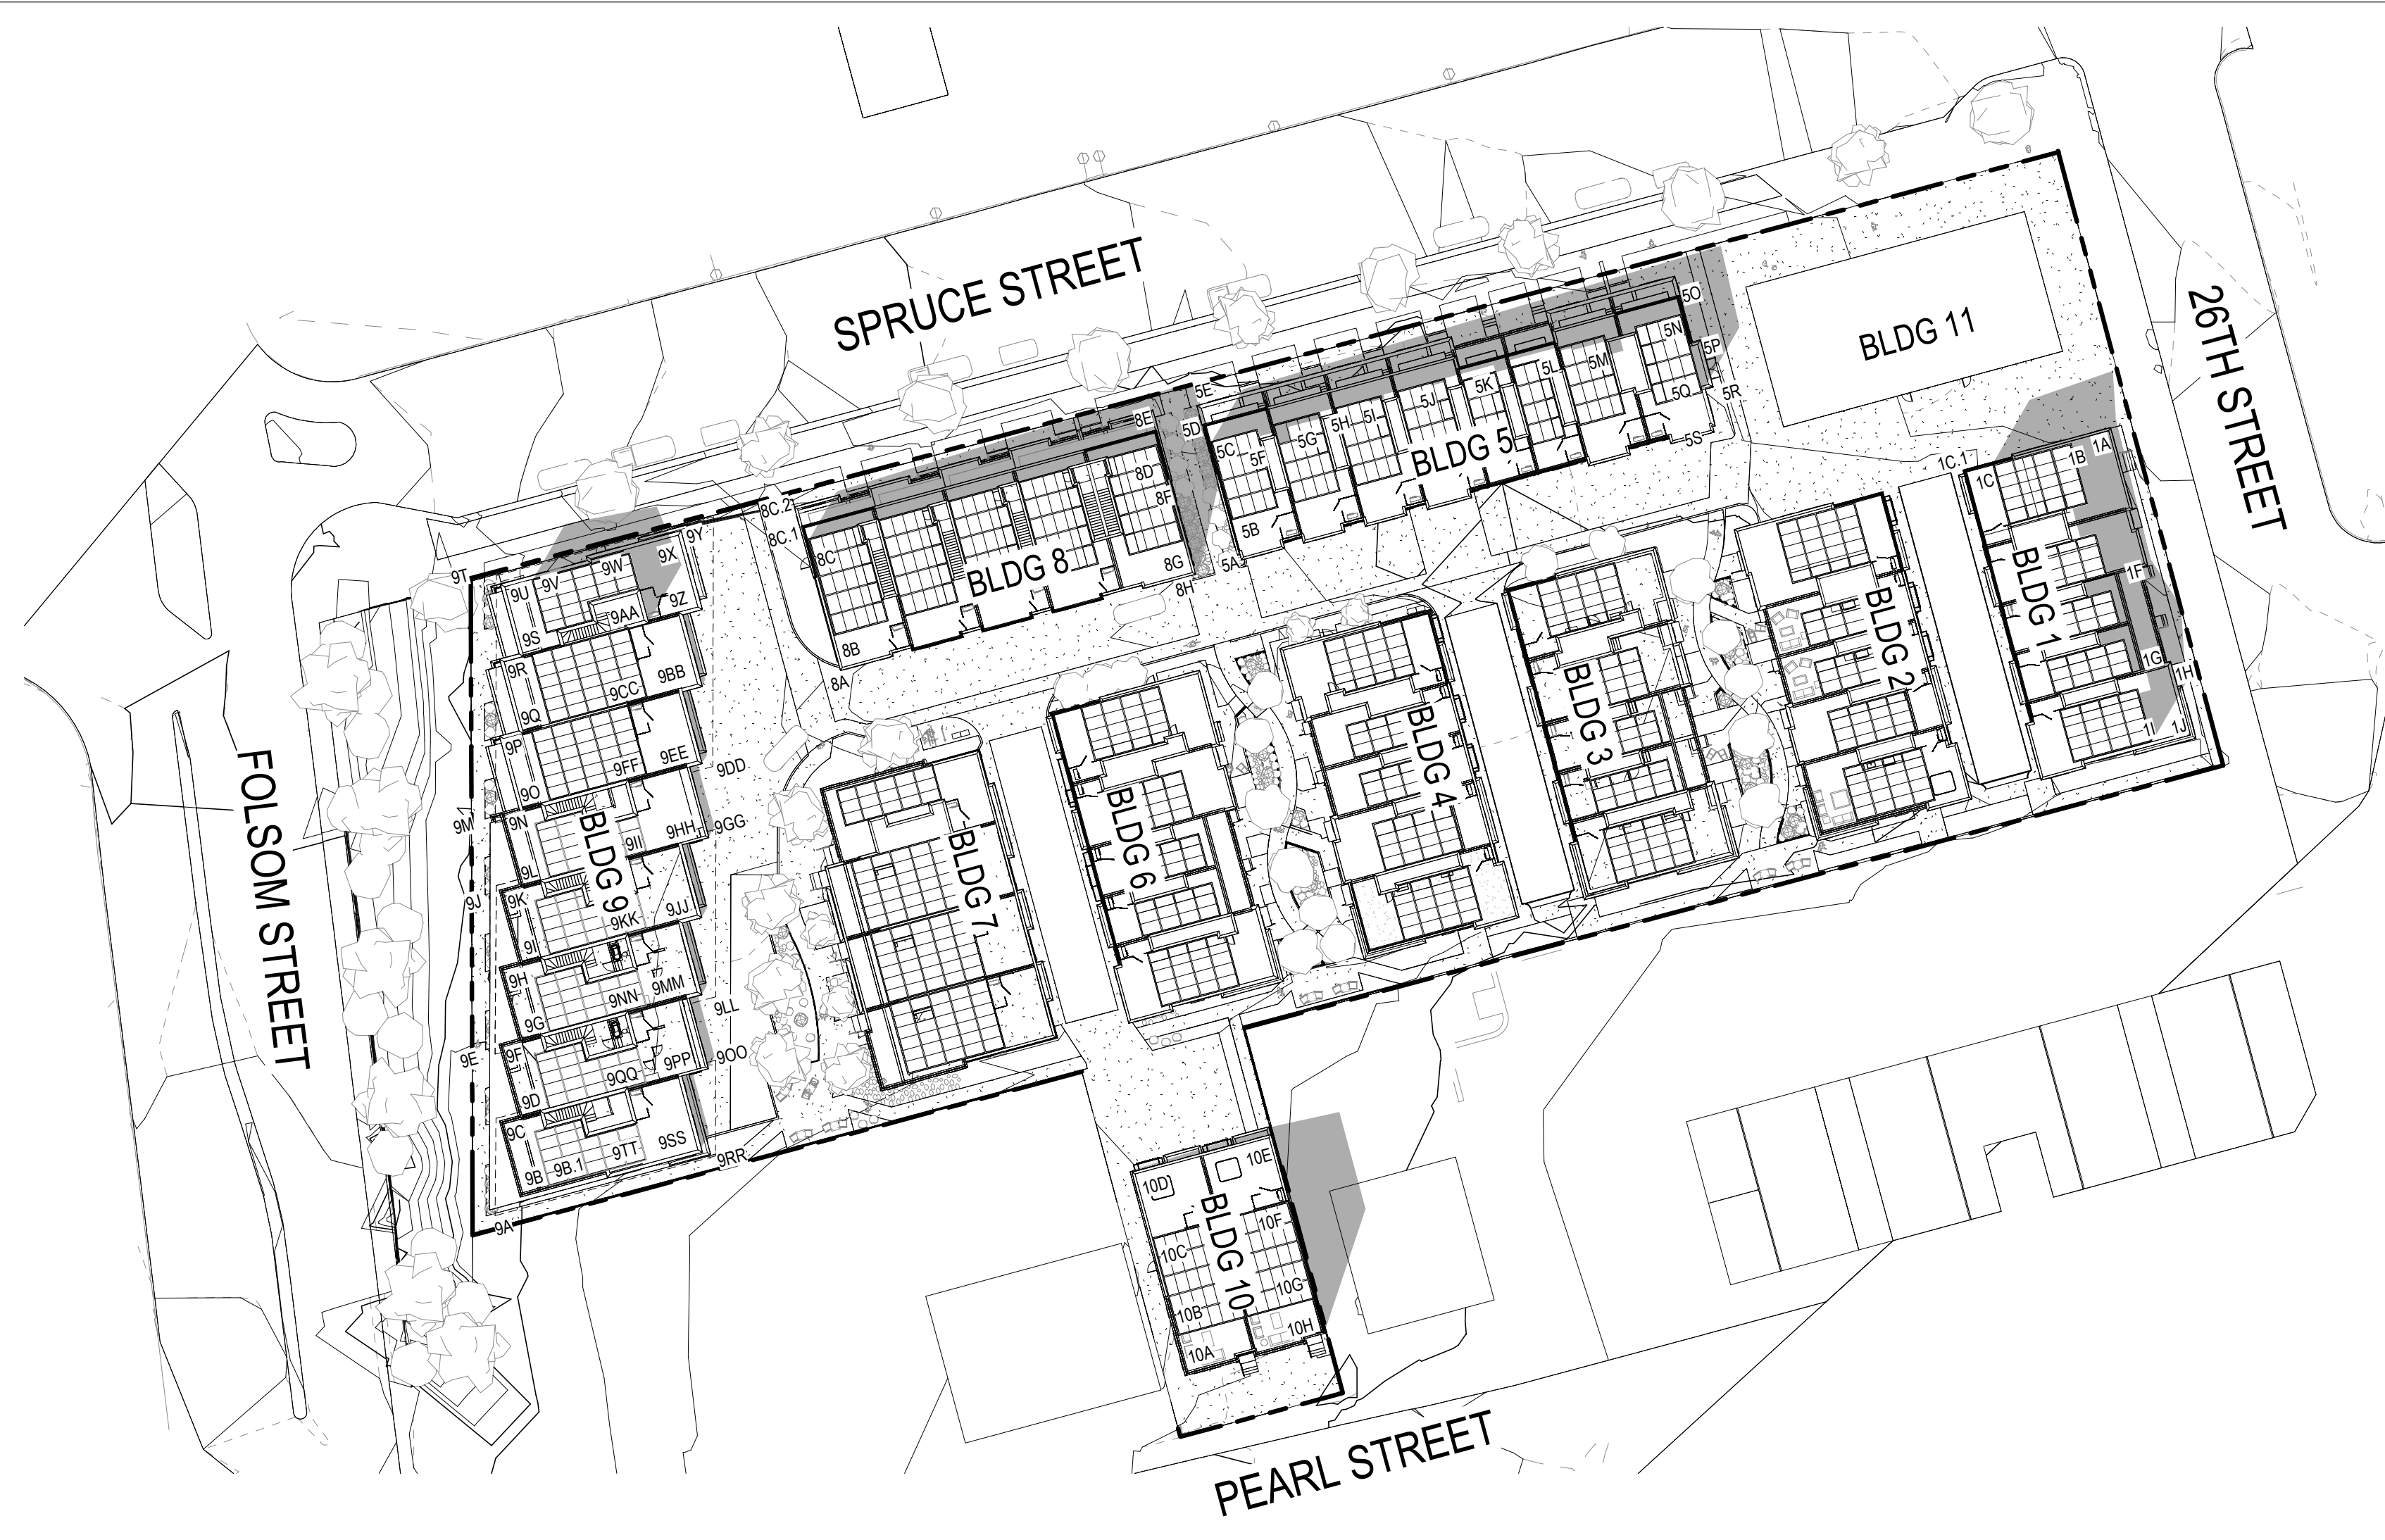 SPRUCE STREET
26TH STREET
FOLSOM STREET
PEARL STREET
BLDG 11
5O
5N
5P
5M
5L
5K
5J
5Q
5R
5S
5E
5D
5C
5F
5G
5H
5I
BLDG 5
5B
5A
8E
8D
8F
8G
8H
8C.2
8C.1
8C
BLDG 8
8B
8A
1A
1B
1C.1
1C
BLDG 1
1F
1G
1H
1I
1J
BLDG 2
BLDG 3
BLDG 4
BLDG 6
BLDG 7
9T
9U
9V
9W
9X
9Y
9Z
9AA
9S
9R
9BB
9CC
9Q
9P
9EE
9DD
9FF
9O
9M
9N
BLDG 9
9HH
9GG
9II
9L
9J
9K
9JJ
9KK
9I
9H
9MM
9LL
9NN
9G
9E
9F
9PP
9OO
9QQ
9D
9C
9SS
9TT
9RR
9B
9B.1
9A
10D
10E
10C
10F
BLDG 10
10B
10G
10A
10H